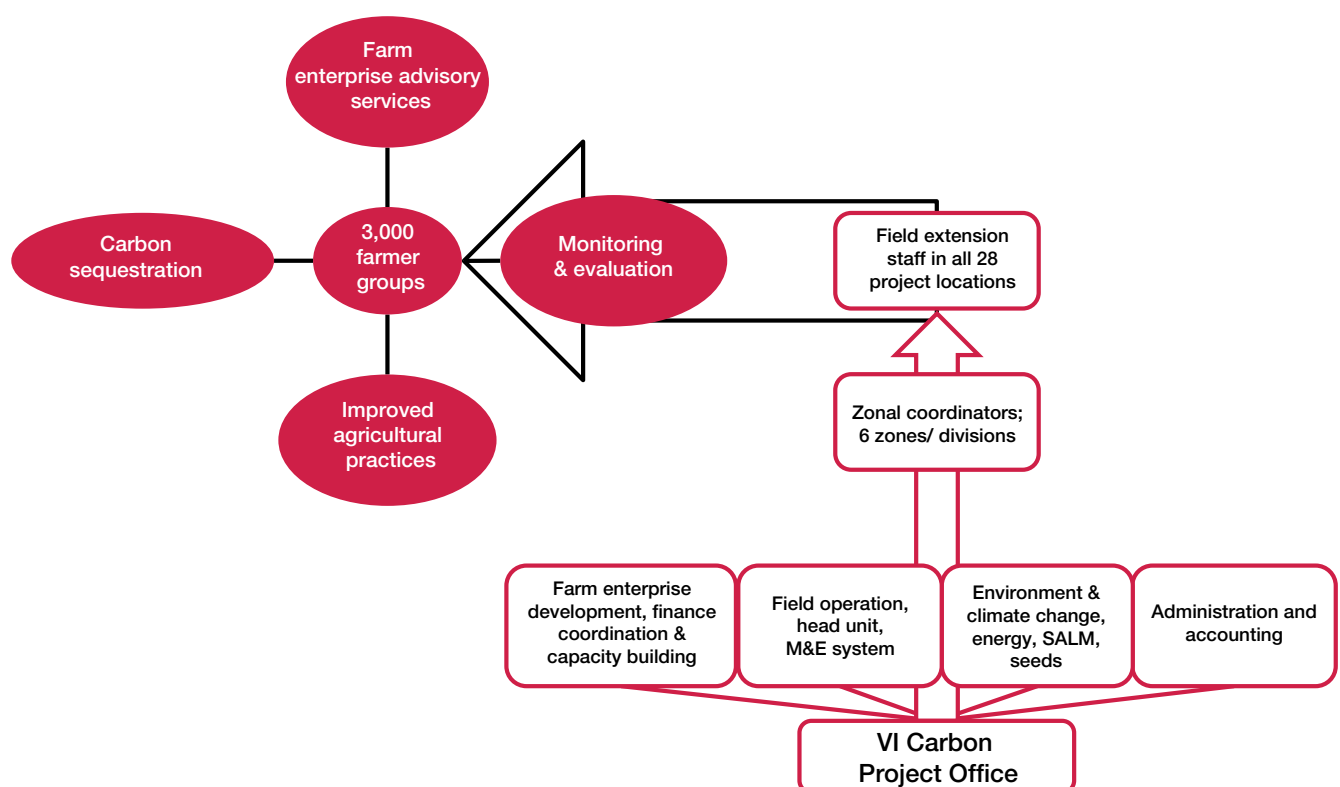 Farm
enterprise advisory
services
Carbon
sequestration
3,000
farmer
groups
Monitoring
& evaluation
Field extension
staff in all 28
project locations
Improved
agricultural
practices
Zonal coordinators;
6 zones/ divisions
Farm enterprise
development, finance
coordination &
capacity building
Field operation,
head unit,
M&E system
Environment &
climate change,
energy, SALM,
seeds
Administration and
accounting
VI Carbon
Project Office